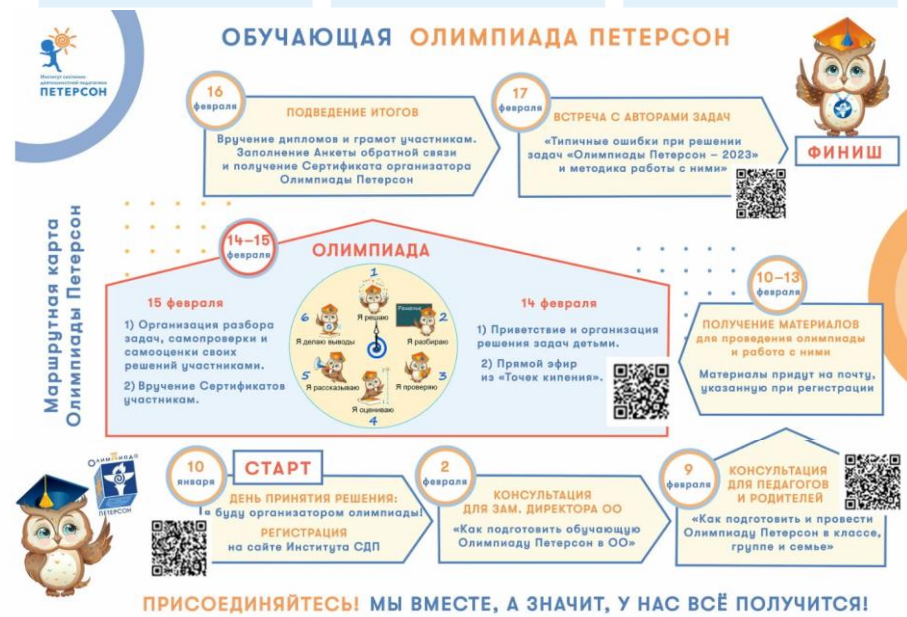 ОБУЧАЮЩАЯ ОЛИМПИАДА ПЕТЕРСОН
Институт системно-
деятельностной педагогики
ПЕТЕРСОН
16
февраля
ПОДВЕДЕНИЕ ИТОГОВ
Вручение дипломов и грамот участникам.
Заполнение Анкеты обратной связи
и получение Сертификата организатора
Олимпиады Петерсон
17
февраля
ВСТРЕЧА С АВТОРАМИ ЗАДАЧ
«Типичные ошибки при решении
задач «Олимпиады Петерсон – 2023»
и методика работы с ними»
ФИНИШ
Маршрутная карта
Олимпиады Петерсон
14–15
февраля
ОЛИМПИАДА
15 февраля
1) Организация разбора
задач, самопроверки и
самооценки своих
решений участниками.
2) Вручение Сертификатов
участникам.
1
Я решаю
2
Я разбираю
3
Я проверяю
Я оцениваю
4
5
Я рассказываю
6
Я делаю выводы
14 февраля
1) Приветствие и организация
решения задач детьми.
2) Прямой эфир
из «Точек кипения».
10–13
февраля
ПОЛУЧЕНИЕ МАТЕРИАЛОВ
для проведения олимпиады
и работа с ними
Материалы придут на почту,
указанную при регистрации
ОЛИМПИАДА
ПЕТЕРСОН
10
января
СТАРТ
ДЕНЬ ПРИНЯТИЯ РЕШЕНИЯ:
Я буду организатором олимпиады!
РЕГИСТРАЦИЯ
на сайте Института СДП
2
февраля
КОНСУЛЬТАЦИЯ
ДЛЯ ЗАМ. ДИРЕКТОРА ОО
«Как подготовить обучающую
Олимпиаду Петерсон в ОО»
9
февраля
КОНСУЛЬТАЦИЯ
ДЛЯ ПЕДАГОГОВ
И РОДИТЕЛЕЙ
«Как подготовить и провести
Олимпиаду Петерсон в классе,
группе и семье»
ПРИСОЕДИНЯЙТЕСЬ! МЫ ВМЕСТЕ, А ЗНАЧИТ, У НАС ВСЁ ПОЛУЧИТСЯ!